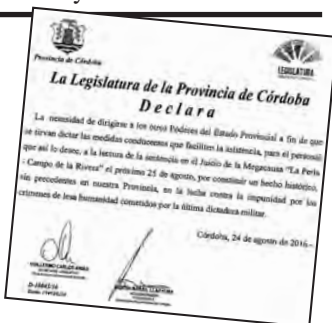 Provincia de Córdoba
LEGISLATURA
La Legislatura de la Provincia de Córdoba
Declara
La necesidad de dirigirse a los otros Poderes del Estado Provincial a fin de que
se sirvan dictar las medidas conducentes que faciliten la asistencia, para el personal
que así lo desee, a la lectura de la sentencia en el Juicio de la Megacausa "La Perla
- Campo de la Rivera" el próximo 25 de agosto, por constituir un hecho histórico,
sin precedentes en nuestra Provincia, en la lucha contra la impunidad por los
crímenes de lesa humanidad cometidos por la última dictadura militar.
Córdoba, 24 de agosto de 2016.-
GUILLERMO CARLOS ARIAS